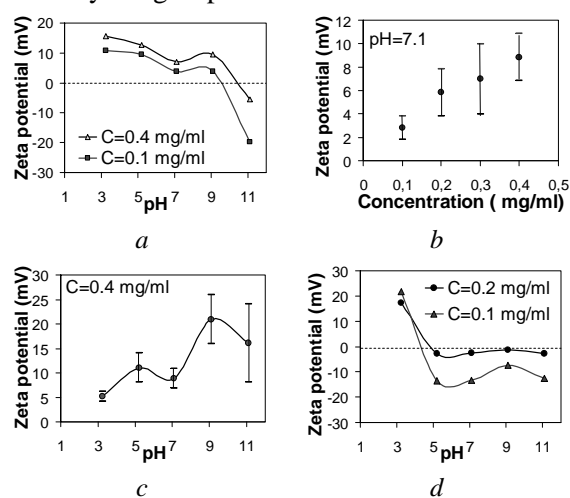 Zeta potential (mV)
20
10
0
-10
-20
-30
C=0.4 mg/ml
C=0.1 mg/ml
1 3 5 7 9 11
pH
a
Zeta potential (mV)
12
10
8
6
4
2
0
pH=7.1
0 0,1 0,2 0,3 0,4 0,5
Concentration ( mg/ml)
b
Zeta potential (mV)
30
25
20
15
10
5
0
C=0.4 mg/ml
1 3 5 7 9 11
pH
c
Zeta potential (mV)
30
20
10
0
-10
-20
-30
C=0.2 mg/ml
C=0.1 mg/ml
1 3 5 7 9 11
pH
d